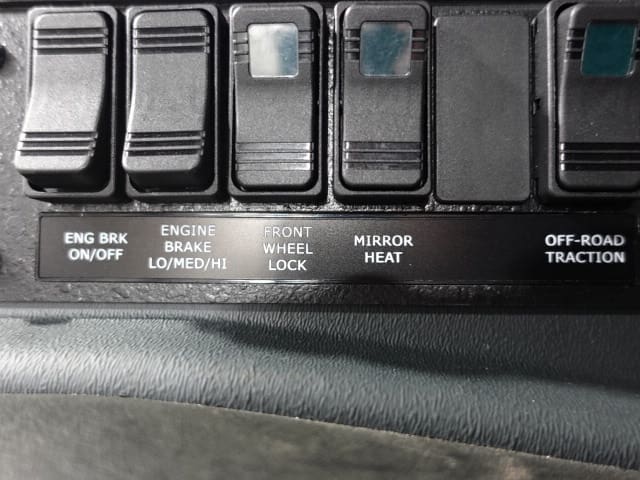 ENG BRK
ON/OFF
ENGINE
BRAKE
LO/MED/HI
FRONT
WHEEL
LOCK
MIRROR
HEAT
OFF-ROAD
TRACTION